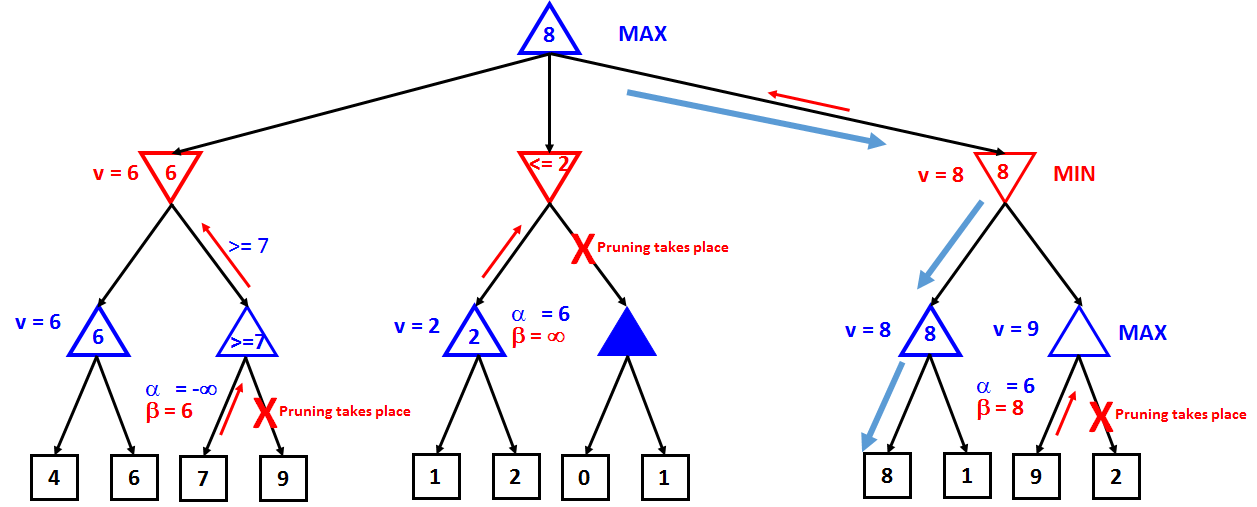 8 MAX
v = 6 6 <= 2 v = 8 8 MIN
>= 7 X Pruning takes place
v = 6 6 >=7 v = 2 2 α = 6 v = 8 8 v = 9 MAX
β = ∞
α = -∞ α = 6
β = 6 X Pruning takes place β = 8 X Pruning takes place
4 6 7 9 1 2 0 1 8 1 9 2